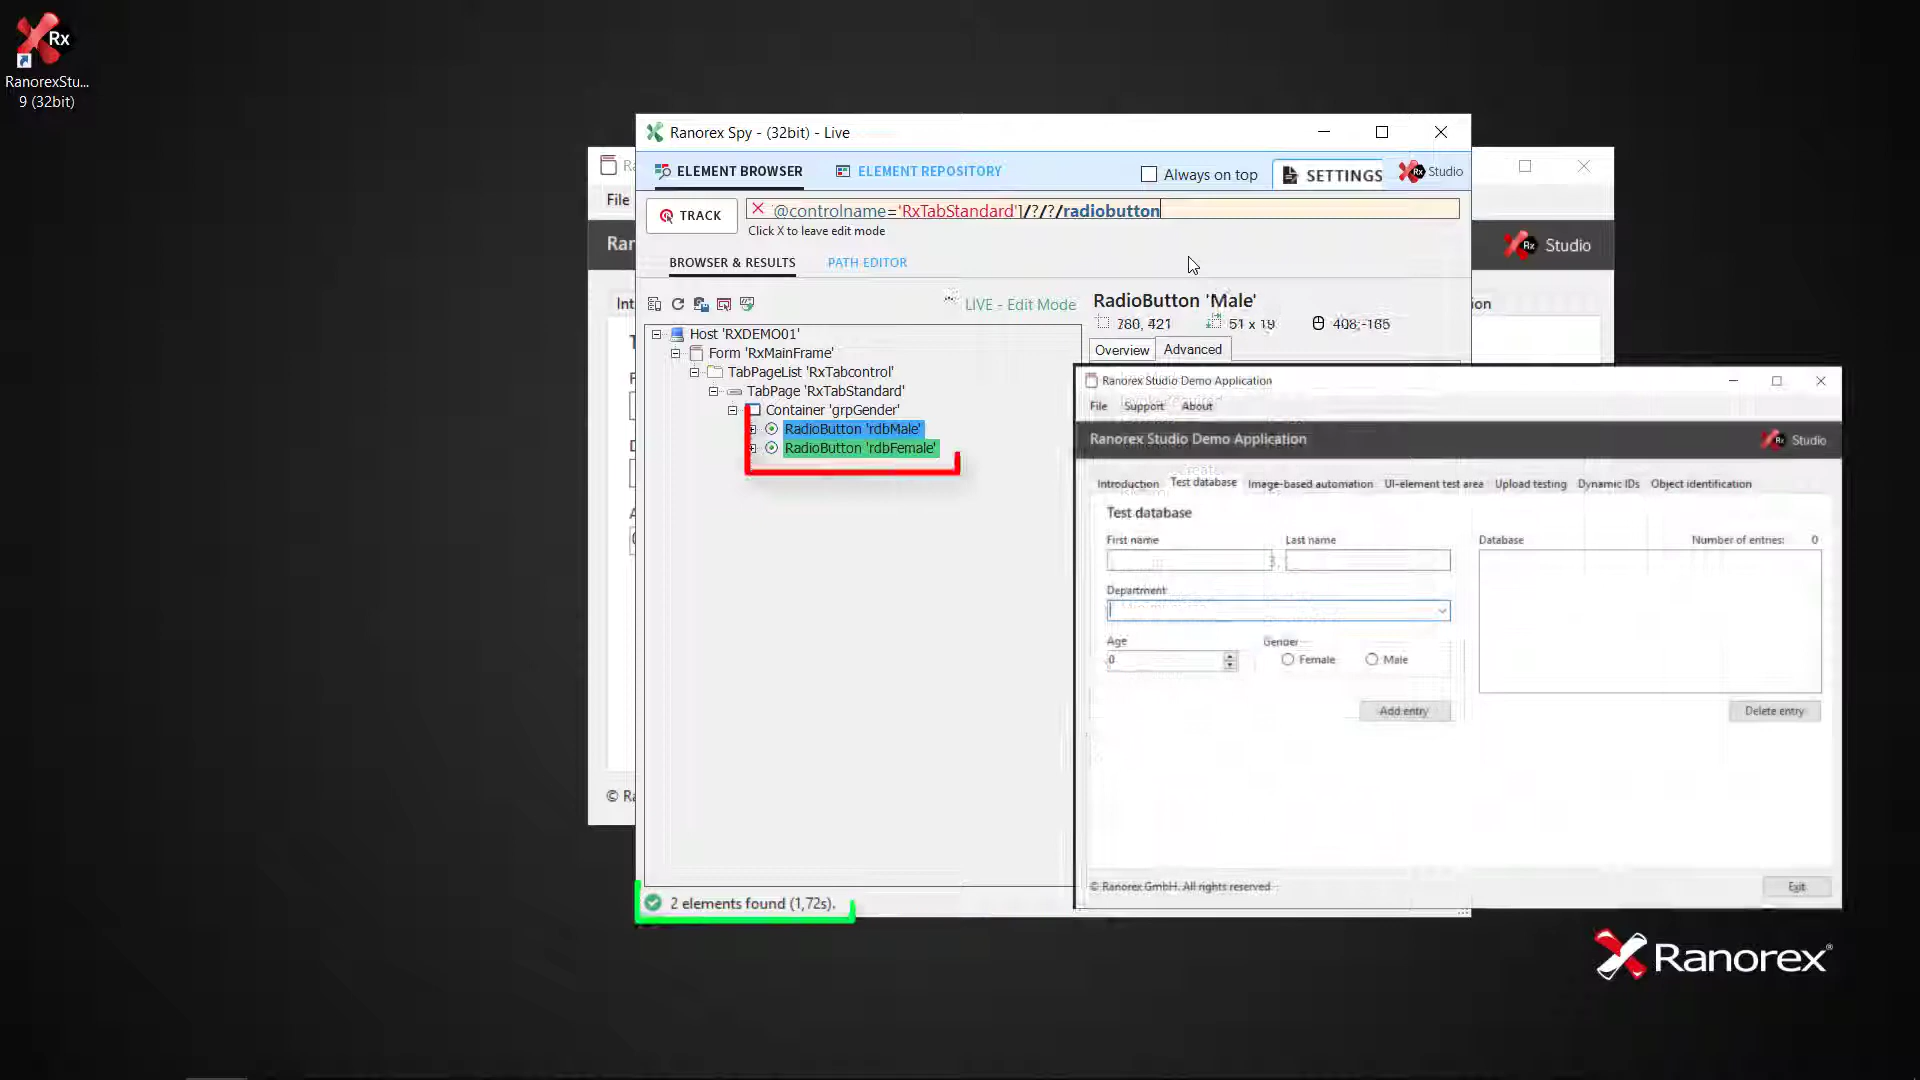 Rx
RanorexStu...
9 (32bit)
Ranorex Spy - (32bit) - Live
ELEMENT BROWSER
ELEMENT REPOSITORY
Always on top
SETTINGS
Rx Studio
File
TRACK
@controlname='RxTabStandard']/?/?/radiobutton
Click X to leave edit mode
Rx Studio
BROWSER & RESULTS
PATH EDITOR
LIVE - Edit Mode
RadioButton 'Male'
780, 421
51 x 19
408;-165
Overview
Advanced
Host 'RXDEMO01'
Form 'RxMainFrame'
TabPageList 'RxTabcontrol'
TabPage 'RxTabStandard'
Container 'grpGender'
RadioButton 'rdbMale'
RadioButton 'rdbFemale'
2 elements found (1,72s).
Ranorex Studio Demo Application
File
Support
About
Ranorex Studio Demo Application
Rx Studio
Introduction
Test database
Image-based automation
UI-element test area
Upload testing
Dynamic IDs
Object identification
Test database
First name
Last name
Database
Number of entries:
0
Department
Age
Gender
0
Female
Male
Add entry
Delete entry
© Ranorex GmbH. All rights reserved
Exit
Ranorex®